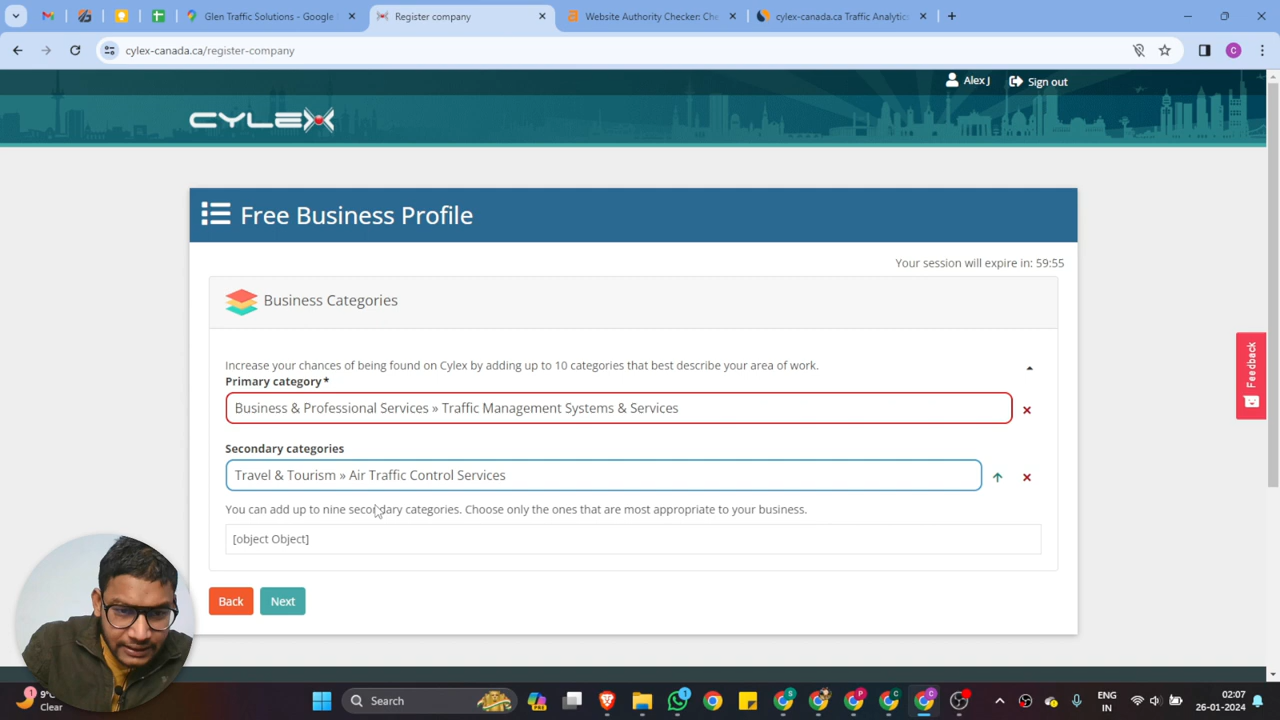 Glen Traffic Solutions - Google
Register company
Website Authority Checker: Che
cylex-canada.ca Traffic Analytics
cylex-canada.ca/register-company
C
Alex J
Sign out
CYLEX
Free Business Profile
Your session will expire in: 59:55
Business Categories
Increase your chances of being found on Cylex by adding up to 10 categories that best describe your area of work.
Primary category*
Business & Professional Services » Traffic Management Systems & Services
Secondary categories
Travel & Tourism » Air Traffic Control Services
You can add up to nine secondary categories. Choose only the ones that are most appropriate to your business.
[object Object]
Back
Next
Feedback
1
9°C
Clear
Search
1
ENG
IN
02:07
26-01-2024